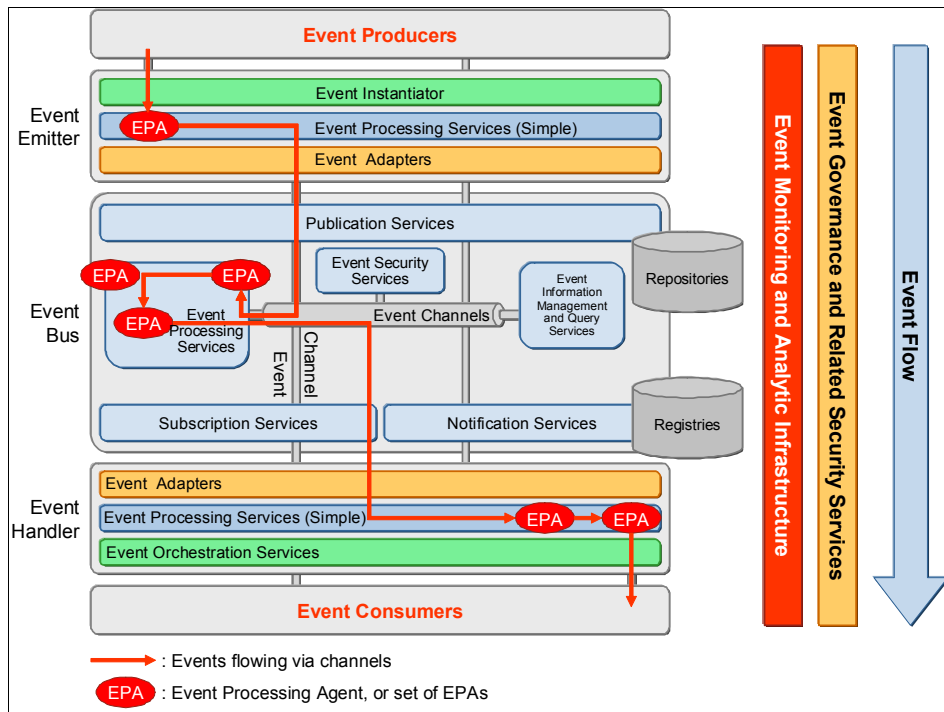 Event Producers
Event
Emitter
Event Instantiator
EPA
Event Processing Services (Simple)
Event Adapters
Event
Bus
Publication Services
EPA
EPA
EPA
Event
Processing
Services
Event Security
Services
Event Channels
Event
Information
Management
and Query
Services
Repositories
Event
Channel
Subscription Services
Notification Services
Registries
Event
Handler
Event Adapters
Event Processing Services (Simple)
EPA
EPA
Event Orchestration Services
Event Consumers
Event Monitoring and Analytic Infrastructure
Event Governance and Related Security Services
Event Flow
: Events flowing via channels
EPA
: Event Processing Agent, or set of EPAs